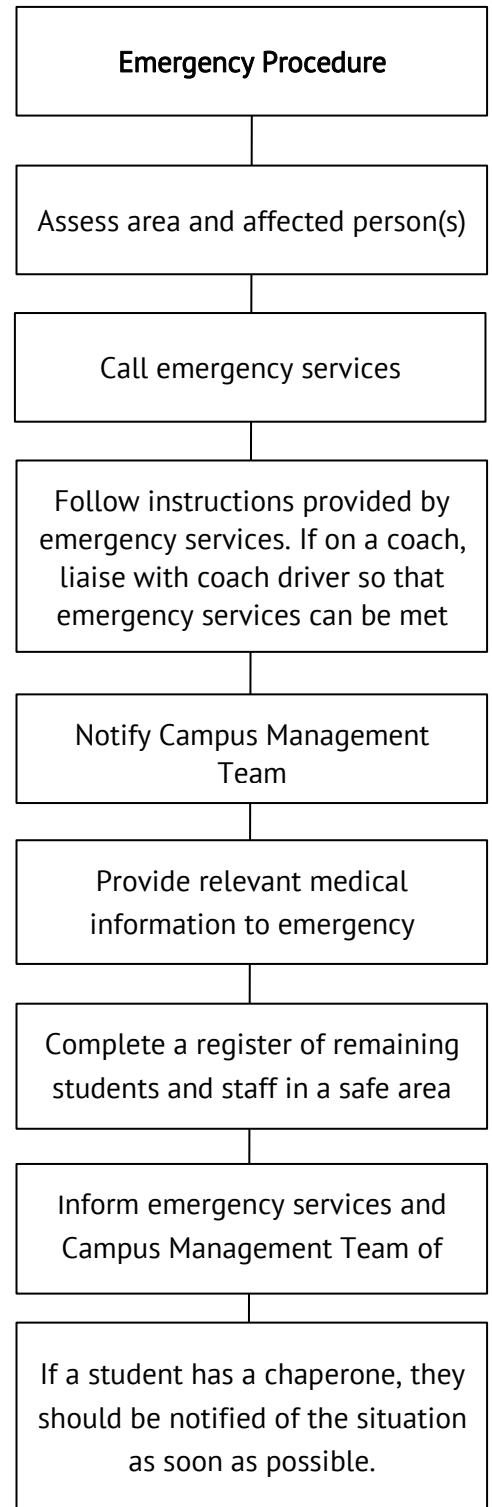 Emergency Procedure
Assess area and affected person(s)
Call emergency services
Follow instructions provided by
emergency services. If on a coach,
liaise with coach driver so that
emergency services can be met
Notify Campus Management
Team
Provide relevant medical
information to emergency
Complete a register of remaining
students and staff in a safe area
Inform emergency services and
Campus Management Team of
If a student has a chaperone, they
should be notified of the situation
as soon as possible.